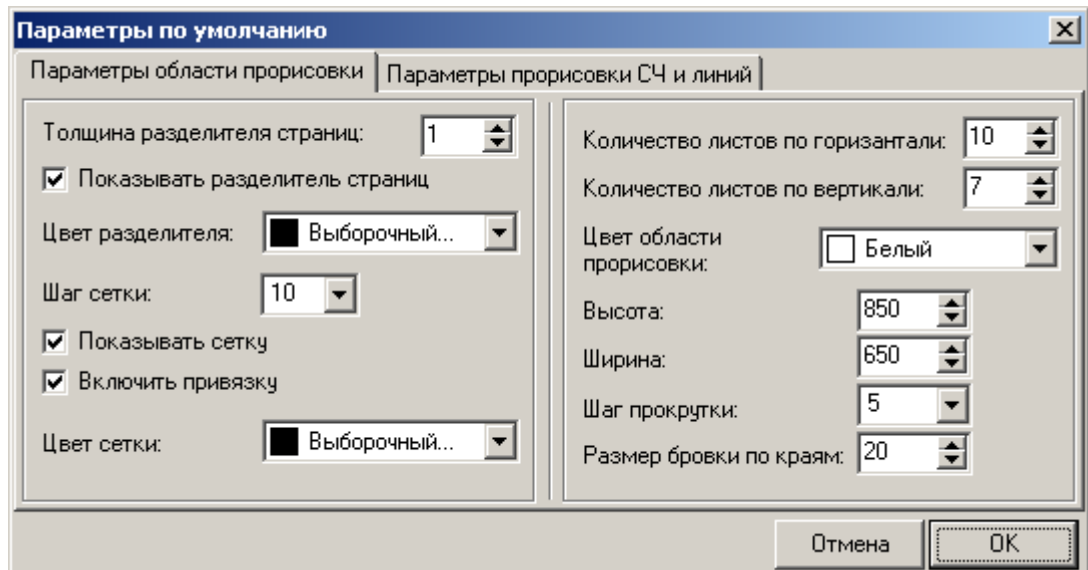 Параметры по умолчанию
Параметры области прорисовки
Параметры прорисовки СЧ и линий
Толщина разделителя страниц: 1
Показывать разделитель страниц
Цвет разделителя: Выборочный...
Шаг сетки: 10
Показывать сетку
Включить привязку
Цвет сетки: Выборочный...
Количество листов по горизантали: 10
Количество листов по вертикали: 7
Цвет области
прорисовки: Белый
Высота: 850
Ширина: 650
Шаг прокрутки: 5
Размер бровки по краям: 20
Отмена
OK